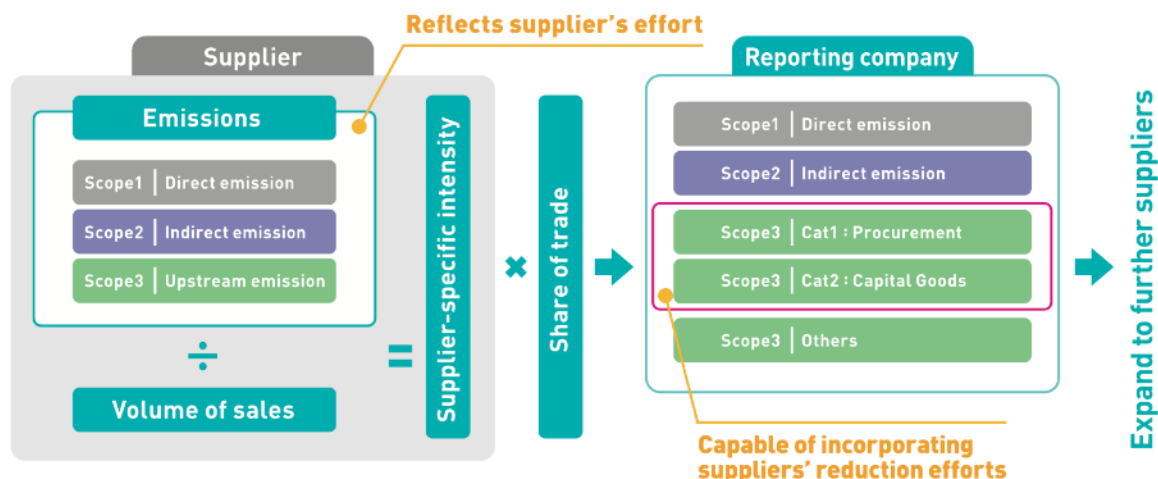 Reflects supplier's effort
Supplier
Emissions
Scope1 | Direct emission
Scope2 | Indirect emission
Scope3 | Upstream emission
÷
Volume of sales
=
Supplier-specific intensity
×
Share of trade
Reporting company
Scope1 | Direct emission
Scope2 | Indirect emission
Scope3 | Cat1 : Procurement
Scope3 | Cat2 : Capital Goods
Scope3 | Others
Capable of incorporating
suppliers' reduction efforts
Expand to further suppliers